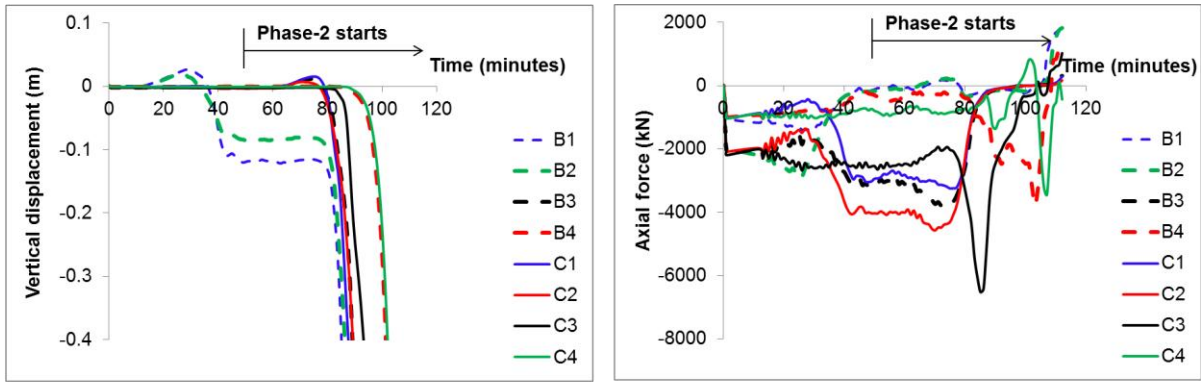 0.1
Phase-2 starts
Time (minutes)
0
0 20 40 60 80 100 120
-0.1
-0.2
-0.3
-0.4
Vertical displacement (m)
B1
B2
B3
B4
C1
C2
C3
C4
2000
Phase-2 starts
Time (minutes)
0
0 20 40 60 80 100 120
-2000
-4000
-6000
-8000
Axial force (kN)
B1
B2
B3
B4
C1
C2
C3
C4